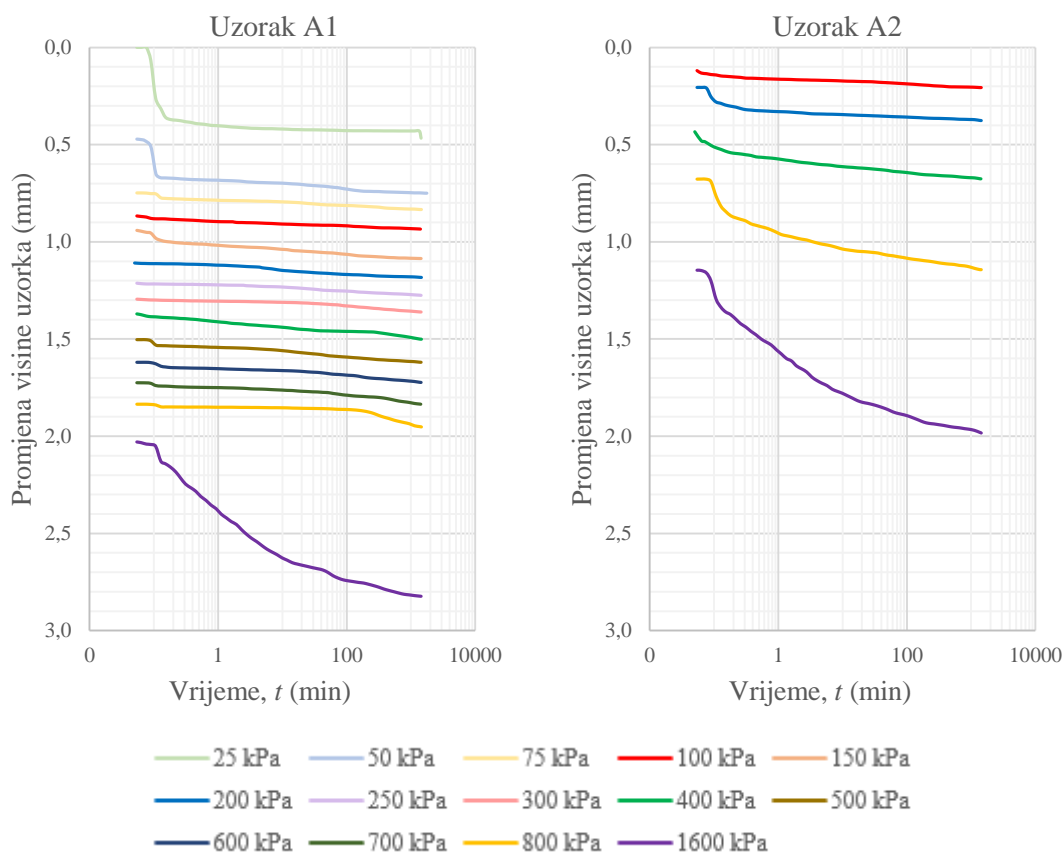 Uzorak A1
Promjena visine uzorka (mm)
0,0
0,5
1,0
1,5
2,0
2,5
3,0
0
1
100
10000
Vrijeme, t (min)
Uzorak A2
Promjena visine uzorka (mm)
0,0
0,5
1,0
1,5
2,0
2,5
3,0
0
1
100
10000
Vrijeme, t (min)
25 kPa 50 kPa 75 kPa 100 kPa 150 kPa
200 kPa 250 kPa 300 kPa 400 kPa 500 kPa
600 kPa 700 kPa 800 kPa 1600 kPa